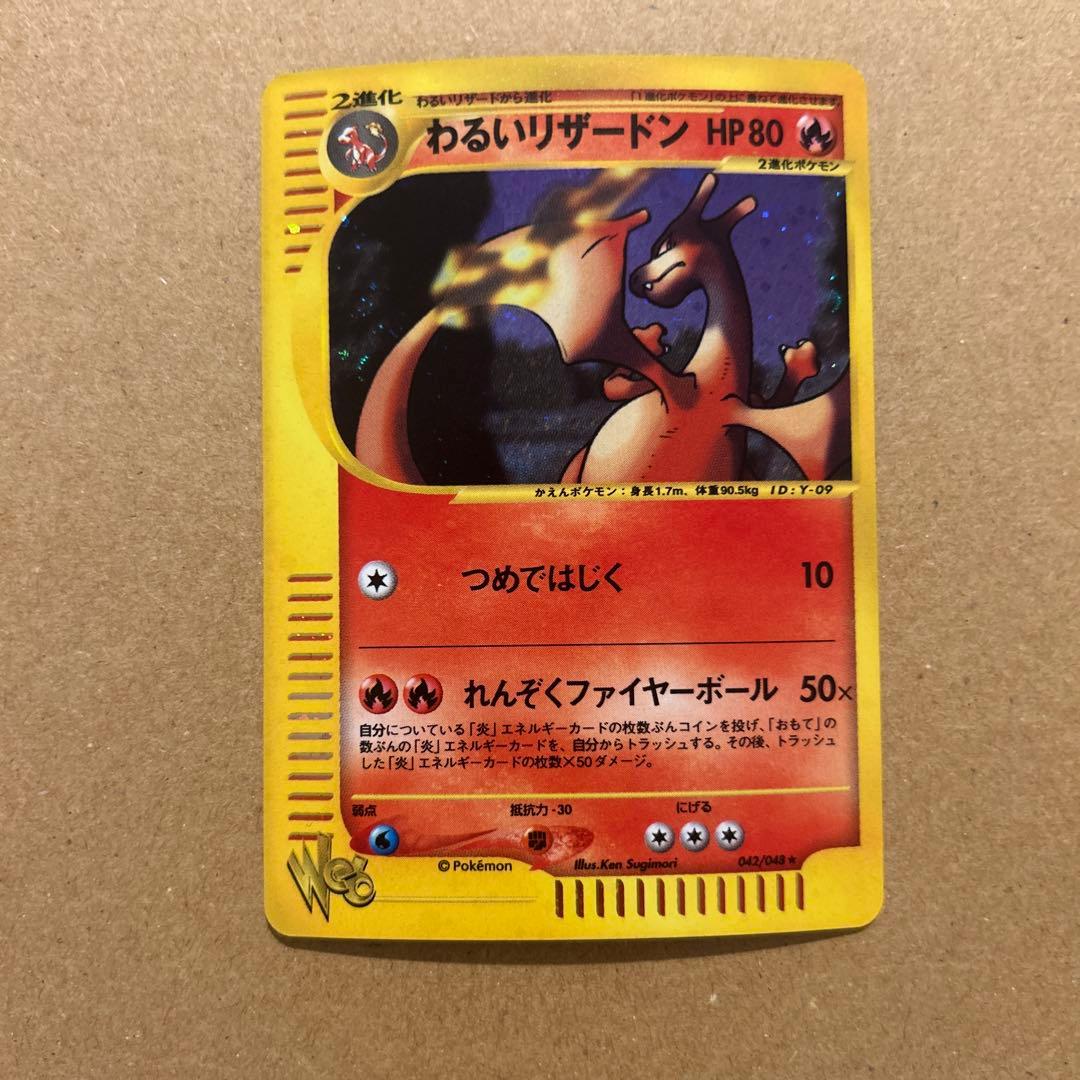 2進化 わるいリザードから進化 「1進化ポケモン」の上に重ねて進化させます
わるいリザードン HP80
2進化ポケモン
かえんポケモン：身長1.7m、体重90.5kg ID:Y-09
つめではじく 10
れんぞくファイヤーボール 50×
自分についている「炎」エネルギーカードの枚数ぶんコインを投げ、「おもて」の
数ぶんの「炎」エネルギーカードを、自分からトラッシュする。その後、トラッシュ
した「炎」エネルギーカードの枚数×50ダメージ。
弱点 抵抗力-30 にげる
Web ©Pokémon Illus.Ken Sugimori 042/048★